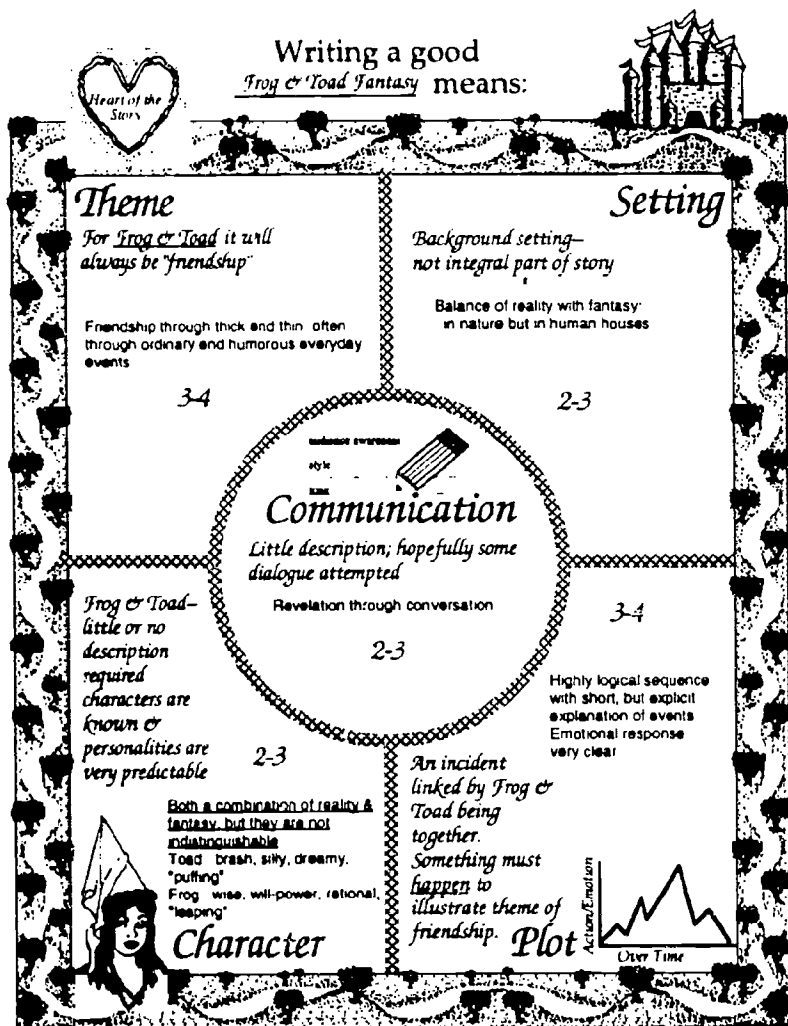 Writing a good
Frog & Toad Fantasy means:
Heart of the
Story
Theme
For Frog & Toad it will
always be "friendship"
Friendship through thick and thin often
through ordinary and humorous everyday
events
3-4
Setting
Background setting–
not integral part of story
Balance of reality with fantasy:
in nature but in human houses
2-3
audience awareness
style
Communication
Little description; hopefully some
dialogue attempted
Revelation through conversation
2-3
Frog & Toad–
little or no
description
required
characters are
known &
personalities are
very predictable
2-3
Both a combination of reality &
fantasy, but they are not
indistinguishable
Toad brash, silly, dreamy,
"puffing"
Frog wise, will-power, rational,
"leaping"
Character
3-4
Highly logical sequence
with short, but explicit
explanation of events
Emotional response
very clear
An incident
linked by Frog &
Toad being
together.
Something must
happen to
illustrate theme of
friendship.
Plot
Action/Emotion
Over Time